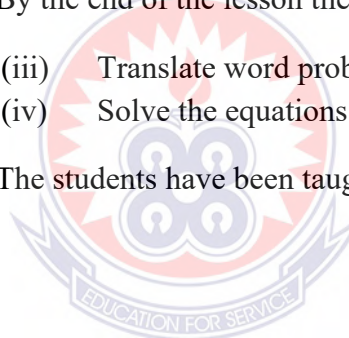 By the end of the lesson the
(iii) Translate word prob
(iv) Solve the equations
The students have been taug
EDUCATION FOR SERVICE